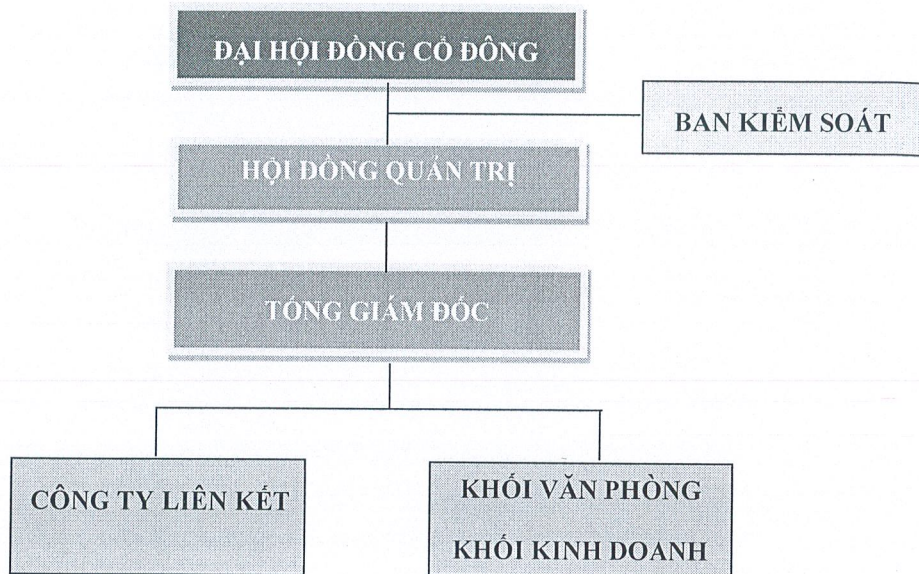 ĐẠI HỘI ĐỒNG CỔ ĐÔNG
BAN KIỂM SOÁT
HỘI ĐỒNG QUẢN TRỊ
TỔNG GIÁM ĐỐC
CÔNG TY LIÊN KẾT
KHỐI VĂN PHÒNG
KHỐI KINH DOANH